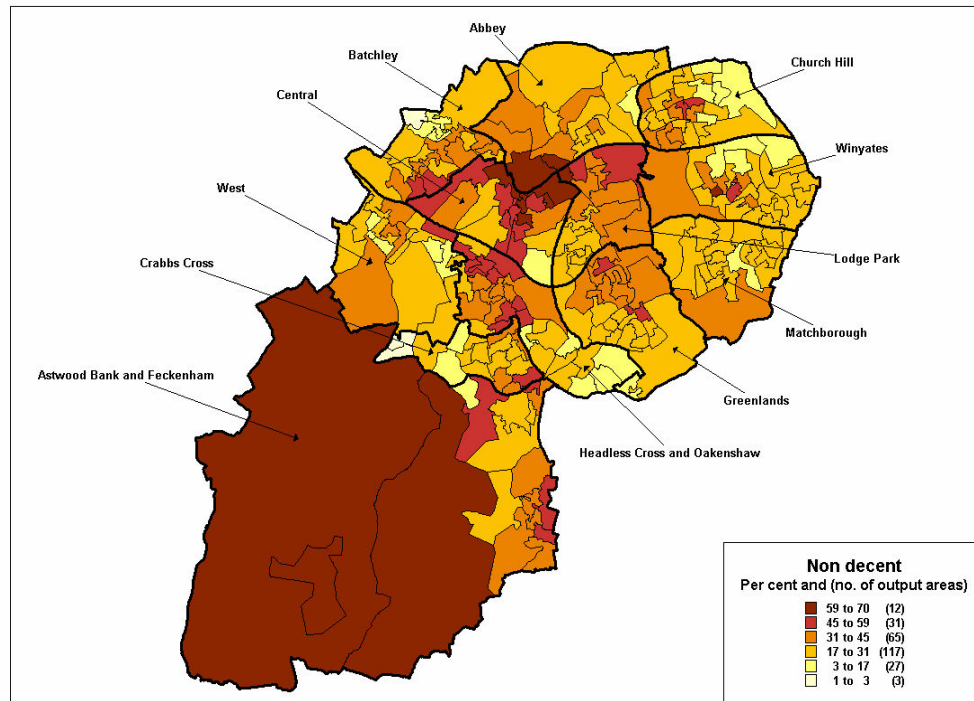 Abbey
Batchley
Church Hill
Central
Winyates
West
Lodge Park
Crabbs Cross
Matchborough
Astwood Bank and Feckenham
Greenlands
Headless Cross and Oakenshaw
Non decent
Per cent and (no. of output areas)
59 to 70 (12)
45 to 59 (31)
31 to 45 (65)
17 to 31 (117)
3 to 17 (27)
1 to 3 (3)